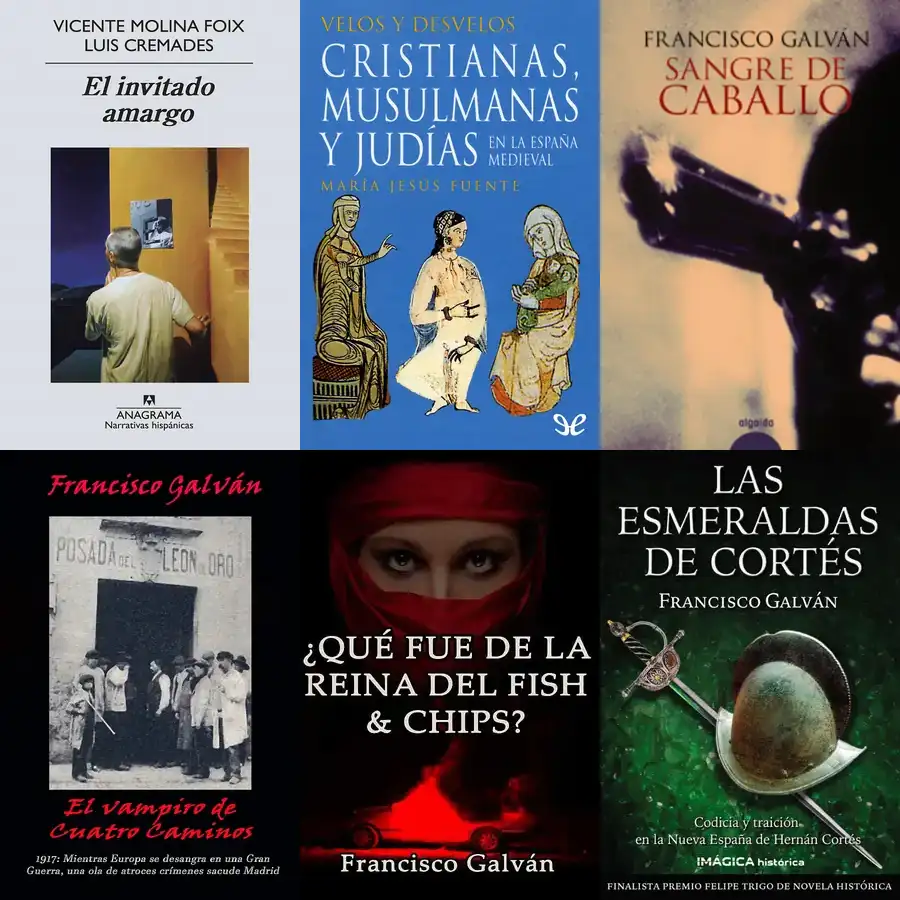 VICENTE MOLINA FOIX
LUIS CREMADES
El invitado
amargo
ANAGRAMA
Narrativas hispánicas
VELOS Y DESVELOS
CRISTIANAS,
MUSULMANAS
Y JUDÍAS
EN LA ESPAÑA
MEDIEVAL
MARÍA JESÚS FUENTE
FRANCISCO GALVÁN
SANGRE DE
CABALLO
algaida
Francisco Galván
POSADA DEL LEON DE ORO
El vampiro de
Cuatro Caminos
1917: Mientras Europa se desangra en una Gran
Guerra, una ola de atroces crímenes sacude Madrid
¿QUÉ FUE DE LA
REINA DEL FISH
& CHIPS?
Francisco Galván
LAS
ESMERALDAS
DE CORTÉS
FRANCISCO GALVÁN
Codicia y traición
en la Nueva España de Hernán Cortés
IMÁGICA histórica
FINALISTA PREMIO FELIPE TRIGO DE NOVELA HISTÓRICA